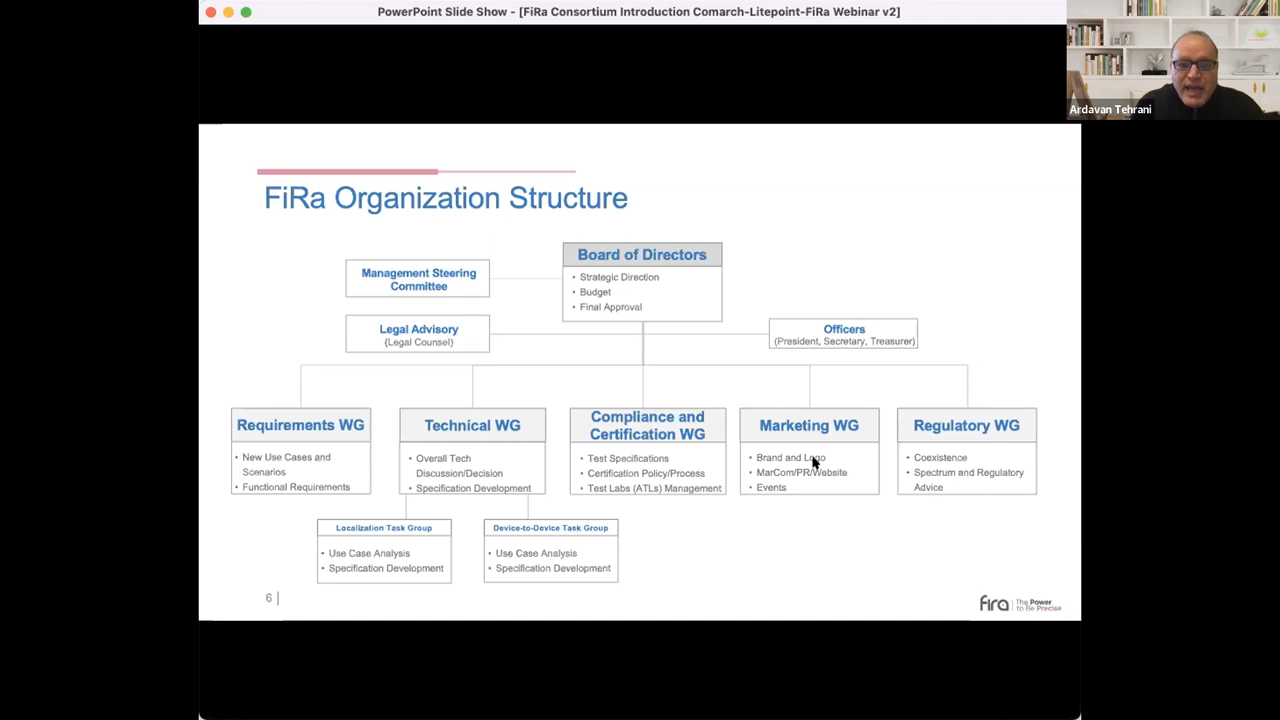 PowerPoint Slide Show - [FiRa Consortium Introduction Comarch-Litepoint-FiRa Webinar v2]
Ardavan Tehrani
FiRa Organization Structure
Board of Directors
• Strategic Direction
• Budget
• Final Approval
Management Steering
Committee
Legal Advisory
(Legal Counsel)
Officers
(President, Secretary, Treasurer)
Requirements WG
• New Use Cases and
Scenarios
• Functional Requirements
Technical WG
• Overall Tech
Discussion/Decision
• Specification Development
Compliance and
Certification WG
• Test Specifications
• Certification Policy/Process
• Test Labs (ATLs) Management
Marketing WG
• Brand and Logo
• MarCom/PR/Website
• Events
Regulatory WG
• Coexistence
• Spectrum and Regulatory
Advice
Localization Task Group
• Use Case Analysis
• Specification Development
Device-to-Device Task Group
• Use Case Analysis
• Specification Development
6
fira
The Power
to Be Precise